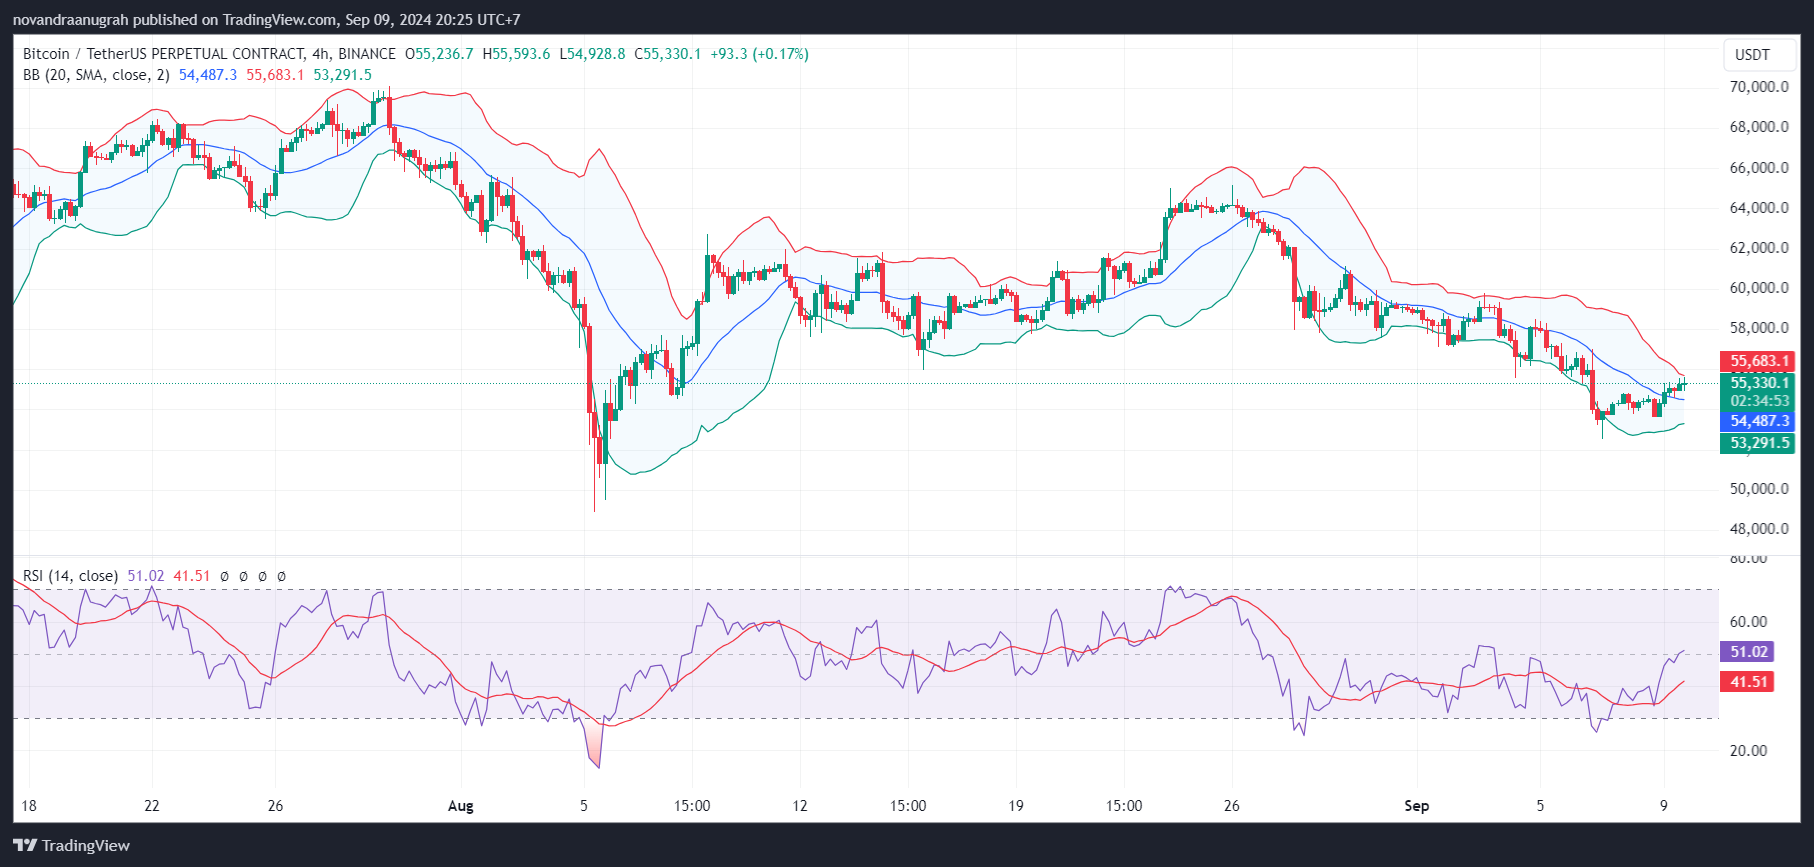 novandraanugrah published on TradingView.com, Sep 09, 2024 20:25 UTC+7
Bitcoin / TetherUS PERPETUAL CONTRACT, 4h, BINANCE O55,236.7 H55,593.6 L54,928.8 C55,330.1 +93.3 (+0.17%)
BB (20, SMA, close, 2) 54,487.3 55,683.1 53,291.5
USDT
70,000.0
68,000.0
66,000.0
64,000.0
62,000.0
60,000.0
58,000.0
55,683.1
55,330.1
02:34:53
54,487.3
53,291.5
50,000.0
48,000.0
RSI (14, close) 51.02 41.51 ∅ ∅ ∅ ∅
80.00
60.00
51.02
41.51
20.00
18 22 26 Aug 5 15:00 12 15:00 19 15:00 26 Sep 5 9
TradingView